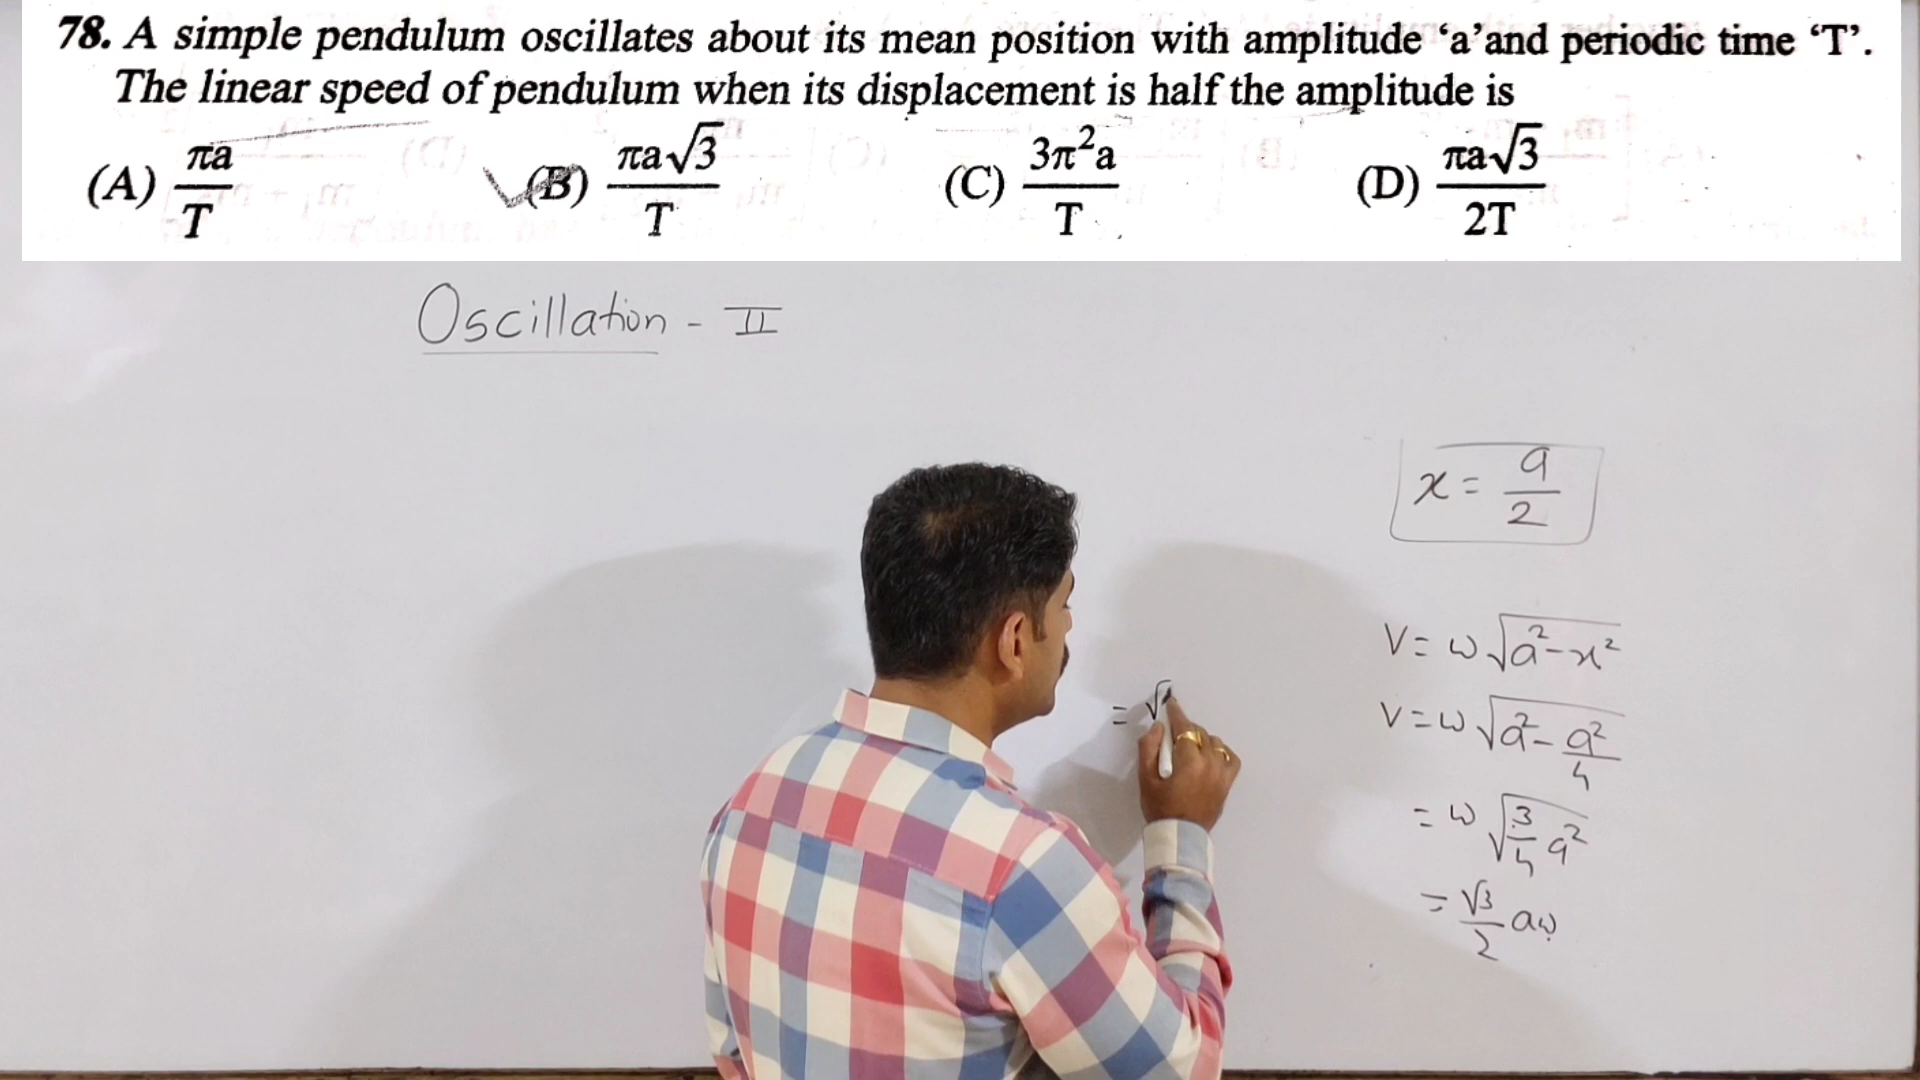 78. A simple pendulum oscillates about its mean position with amplitude ‘a’and periodic time ‘T’.
The linear speed of pendulum when its displacement is half the amplitude is
(A) πa/T (B) πa√3/T (C) 3π²a/T (D) πa√3/2T
Oscillation - II
x = a/2
V = ω√a²-x²
V = ω√a²-a²/4
= ω√3/4 a²
= √3/2 aω
= √